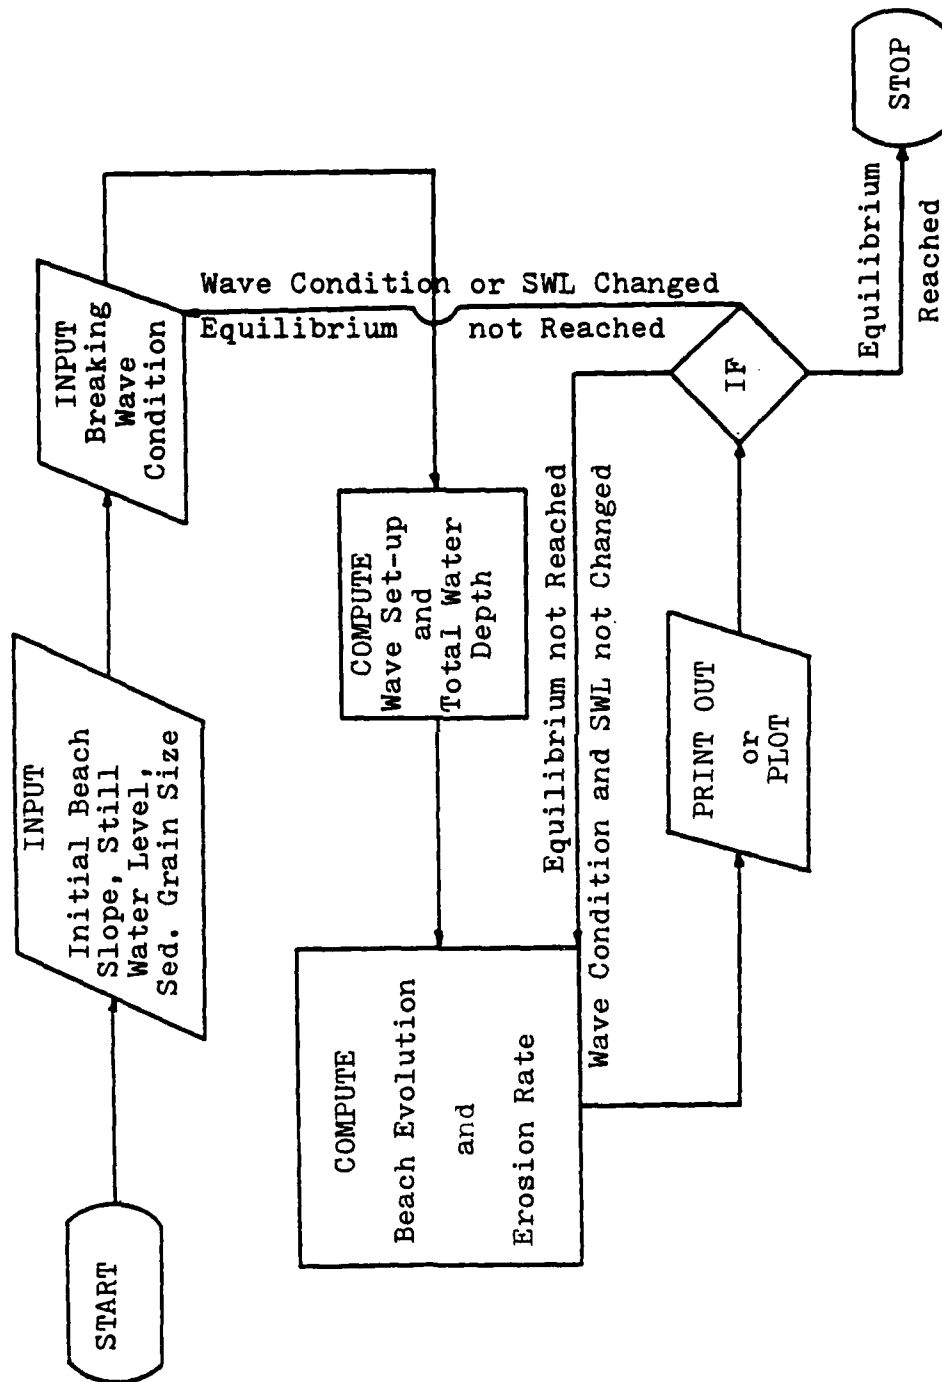 START
INPUT
Initial Beach
Slope, Still
Water Level,
Sed. Grain Size
INPUT
Breaking
Wave
Condition
COMPUTE
Wave Set-up
and
Total Water
Depth
COMPUTE
Beach Evolution
and
Erosion Rate
Wave Condition or SWL Changed
Equilibrium not Reached
Equilibrium not Reached
Wave Condition and SWL not Changed
PRINT OUT
or
PLOT
IF
Equilibrium
Reached
STOP